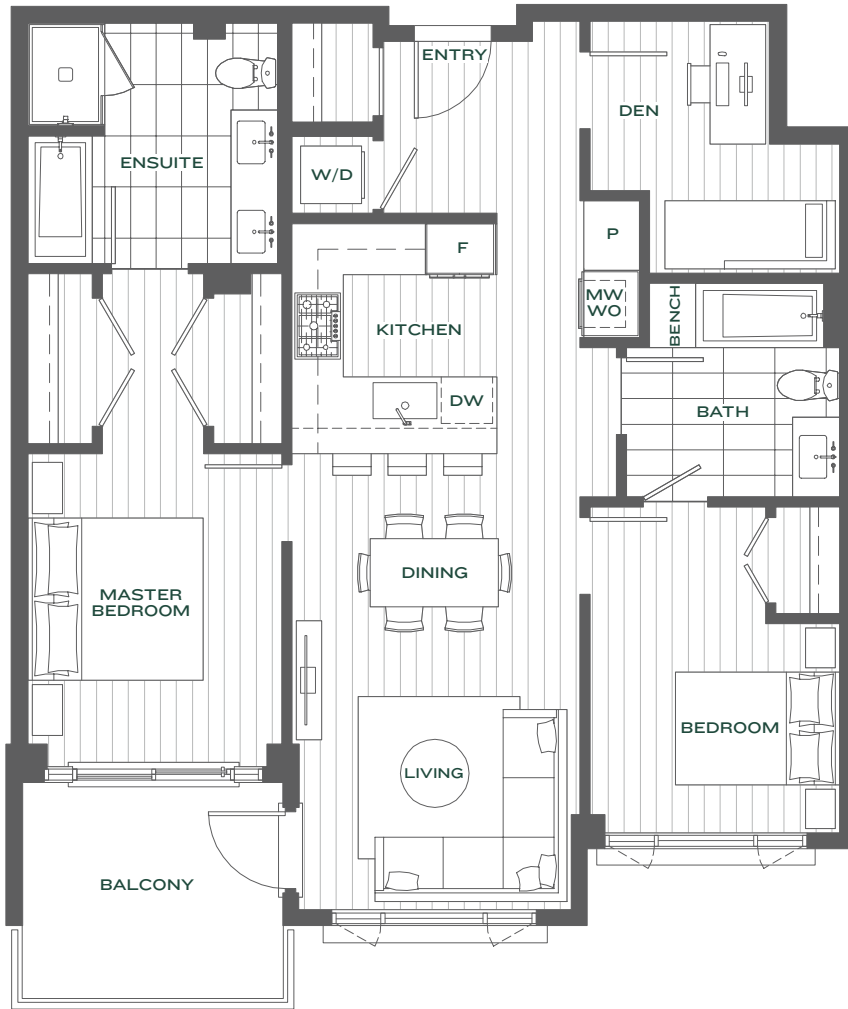 ENTRY
DEN
ENSUITE
W/D
P
F
MW
WO
BENCH
KITCHEN
DW
BATH
DINING
MASTER
BEDROOM
BEDROOM
LIVING
BALCONY